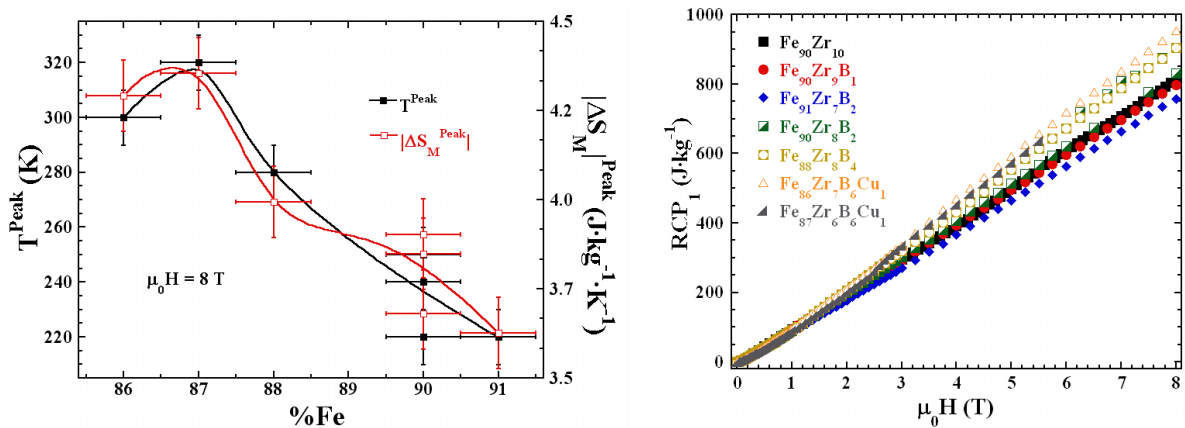 T^Peak (K)
320
300
280
260
240
220
86
87
88
89
90
91
%Fe
μ₀H = 8 T
T^Peak
|ΔS_M^Peak|
4.5
4.2
4.0
3.7
3.5
|ΔS_M|^Peak (J·kg⁻¹·K⁻¹)
RCP₁ (J·kg⁻¹)
1000
800
600
400
200
0
Fe₉₀Zr₁₀
Fe₉₀Zr₉B₁
Fe₉₁Zr₇B₂
Fe₉₀Zr₈B₂
Fe₈₈Zr₈B₄
Fe₈₆Zr₇B₆Cu₁
Fe₈₇Zr₆B₆Cu₁
0
1
2
3
4
5
6
7
8
μ₀H (T)